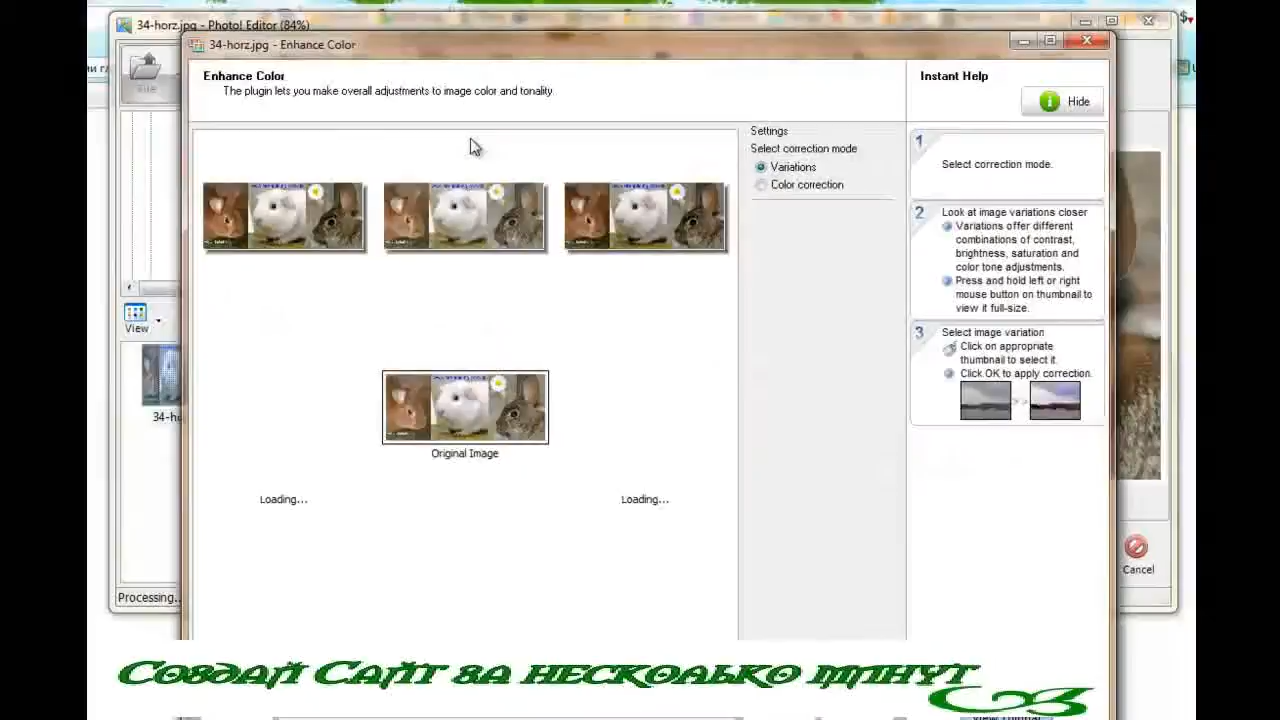 34-horz.jpg - Photo! Editor (84%)
34-horz.jpg - Enhance Color
File
Enhance Color
The plugin lets you make overall adjustments to image color and tonality.
Instant Help
Hide
Settings
Select correction mode
Variations
Color correction
1
Select correction mode.
2
Look at image variations closer
Variations offer different
combinations of contrast,
brightness, saturation and
color tone adjustments.
Press and hold left or right
mouse button on thumbnail to
view it full-size.
3
Select image variation
Click on appropriate
thumbnail to select it.
Click OK to apply correction.
View
34-ho
Original Image
Loading...
Loading...
Cancel
Processing..
Создай Сайт за несколько минут